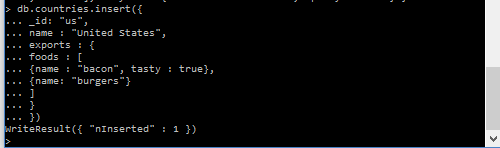 > db.countries.insert({
... _id: "us",
... name : "United States",
... exports : {
... foods : [
... {name : "bacon", tasty : true},
... {name: "burgers"}
... ]
... }
... })
WriteResult({ "nInserted" : 1 })
>